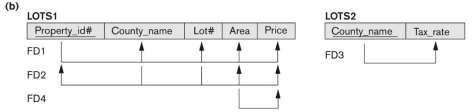 (b)
LOTS1
Property_id# County_name Lot# Area Price
FD1
FD2
FD4
LOTS2
County_name Tax_rate
FD3